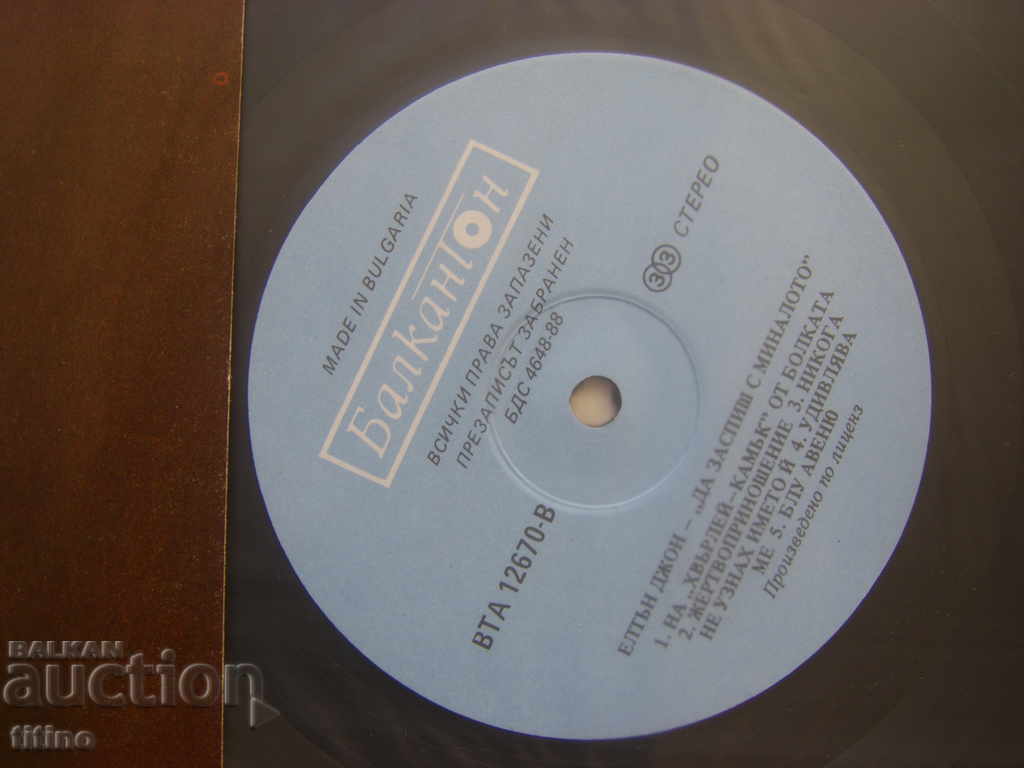 MADE IN BULGARIA
Балкантон
ВСИЧКИ ПРАВА ЗАПАЗЕНИ
ПРЕЗАПИСЪТ ЗАБРАНЕН
БДС 4648-88
33 СТЕРЕО
ВТА 12670-В
ЕЛТЪН ДЖОН – „ДА ЗАСПИШ С МИНАЛОТО"
1. НА „ХВЪРЛЕЙ–КАМЪК" ОТ БОЛКАТА
2. ЖЕРТВОПРИНОШЕНИЕ 3. НИКОГА
НЕ УЗНАХ ИМЕТО Й 4. УДИВЛЯВА
МЕ 5. БЛУ АВЕНЮ
Произведено по лиценз
BALKAN
auction
titino